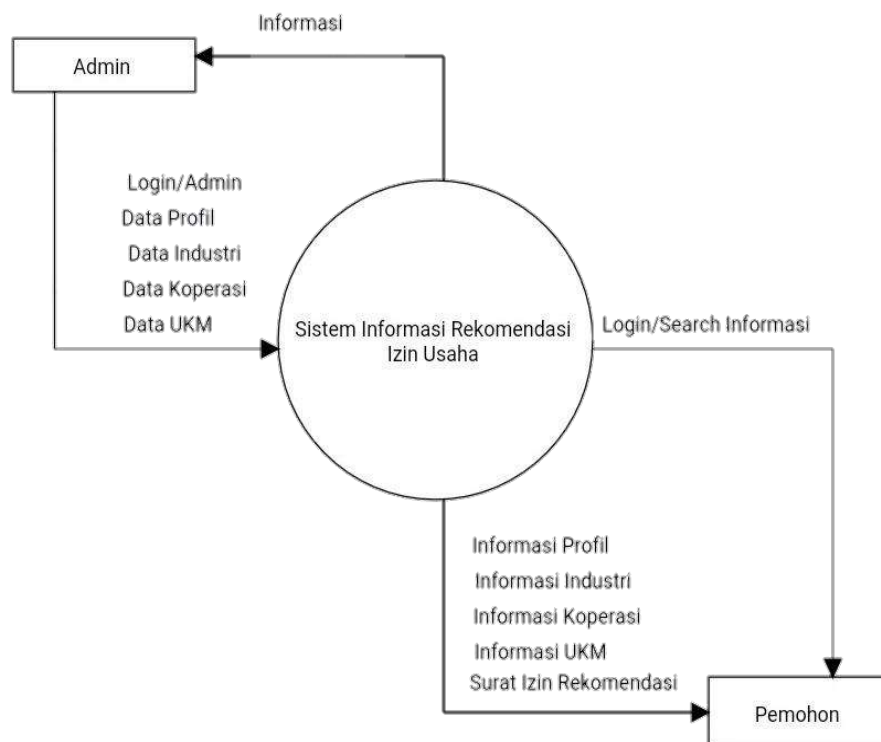 Informasi
Admin
Login/Admin
Data Profil
Data Industri
Data Koperasi
Data UKM
Sistem Informasi Rekomendasi
Izin Usaha
Login/Search Informasi
Informasi Profil
Informasi Industri
Informasi Koperasi
Informasi UKM
Surat Izin Rekomendasi
Pemohon